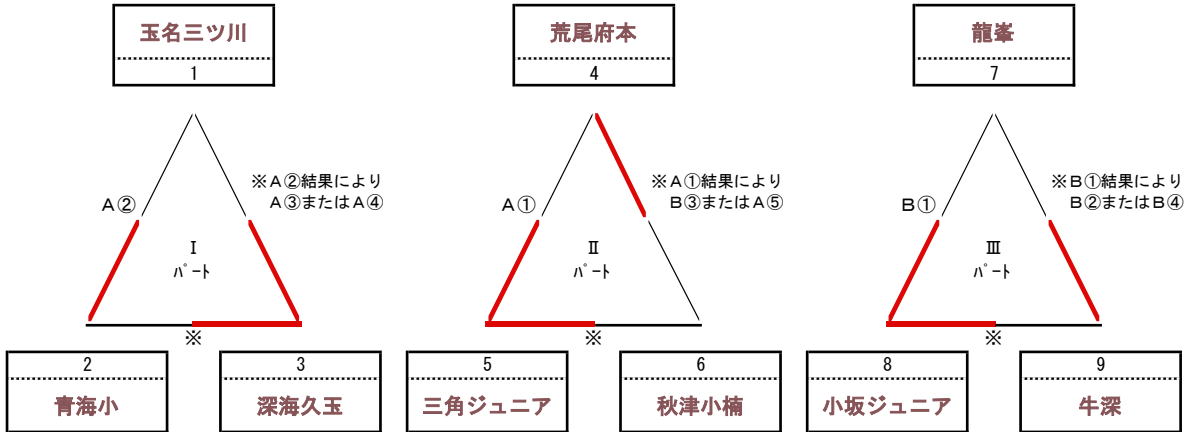 玉名三ツ川
1
荒尾府本
4
龍峯
7
A②
※A②結果により
A③またはA④
Ⅰ
パート
※
A①
※A①結果により
B③またはA⑤
Ⅱ
パート
※
B①
※B①結果により
B②またはB④
Ⅲ
パート
※
2
青海小
3
深海久玉
5
三角ジュニア
6
秋津小楠
8
小坂ジュニア
9
牛深